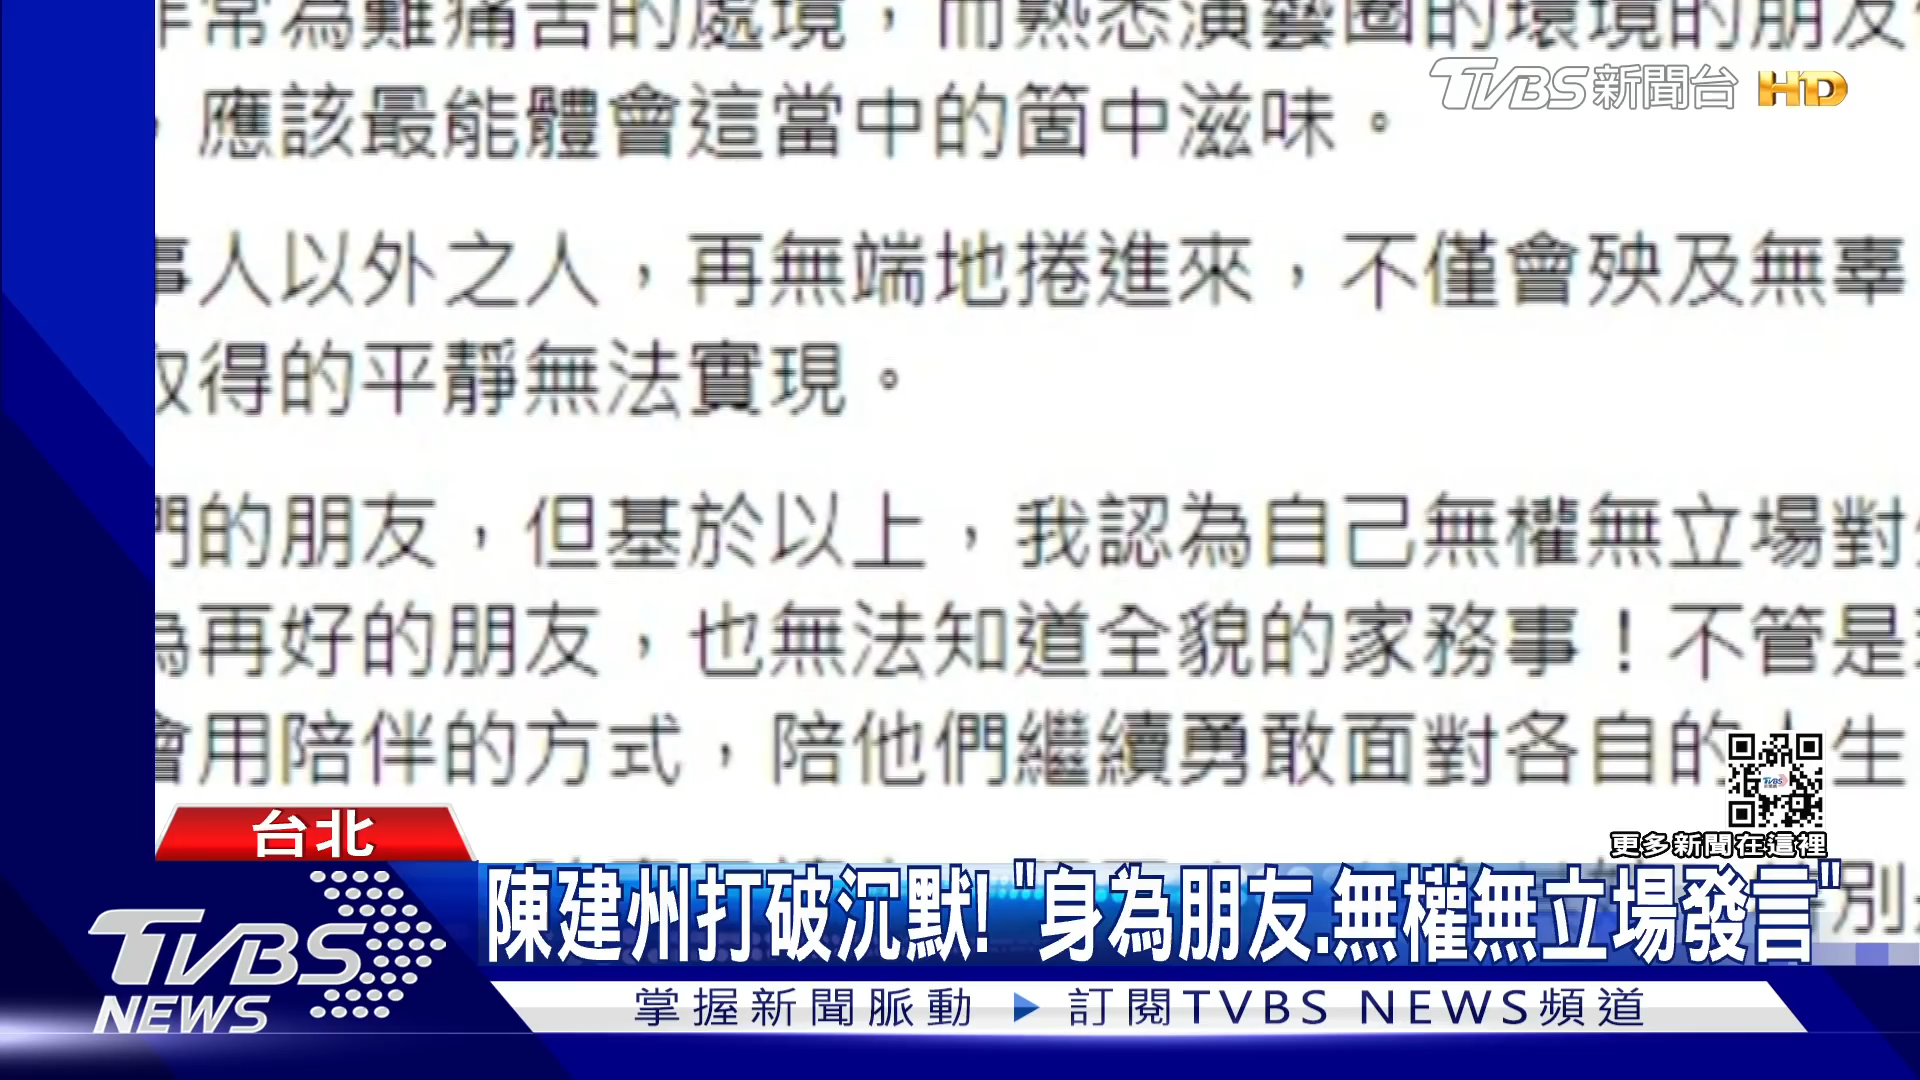 非常為難痛苦的處境，而熟悉演藝圈的環境的朋友
TVBS新聞台 HD
，應該最能體會這當中的箇中滋味。
事人以外之人，再無端地捲進來，不僅會殃及無辜
取得的平靜無法實現。
們的朋友，但基於以上，我認為自己無權無立場對
為再好的朋友，也無法知道全貌的家務事！不管是
會用陪伴的方式，陪他們繼續勇敢面對各自的人生
TVBS
更多新聞在這裡
台北
別
陳建州打破沉默!"身為朋友.無權無立場發言"
TVBS NEWS
掌握新聞脈動 ▶ 訂閱TVBS NEWS頻道